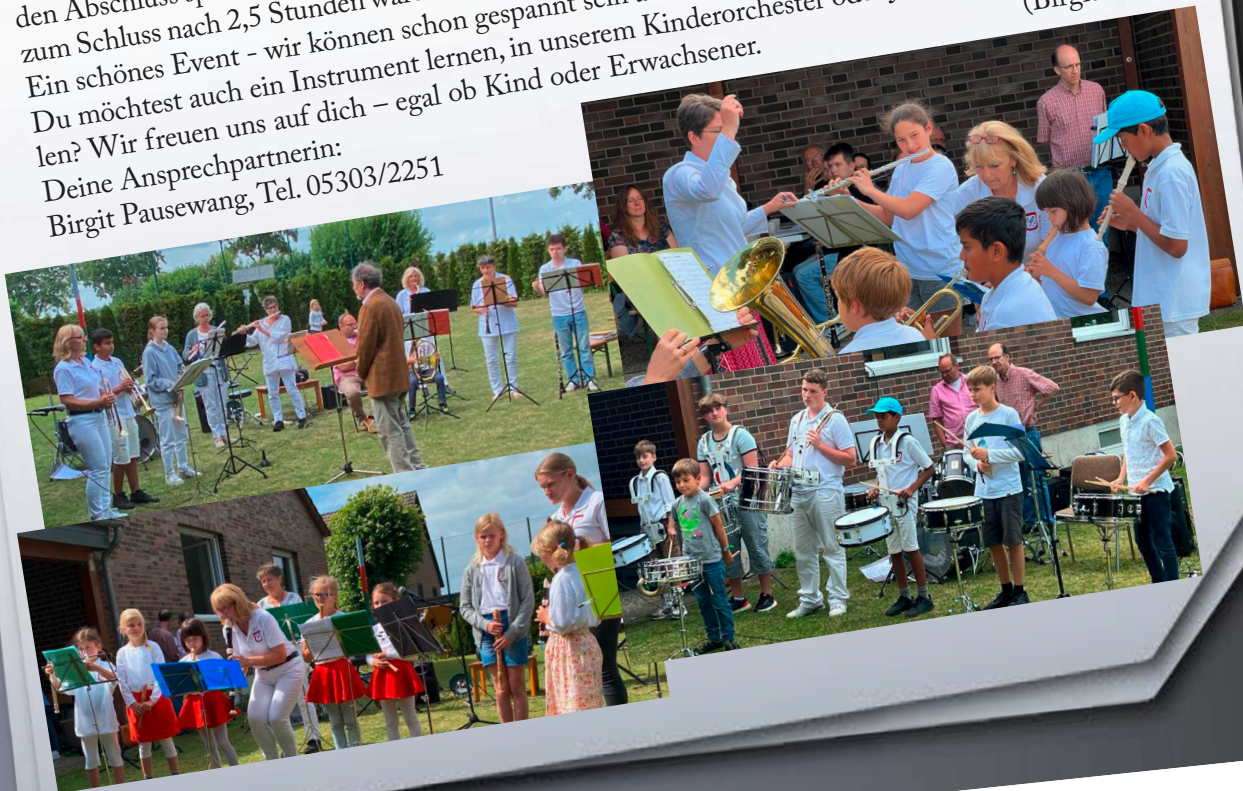 den Abschluss
zum Schluss nach 2,5 Stunden
Ein schönes Event - wir können schon gespannt sein
Du möchtest auch ein Instrument lernen, in unserem Kinderorchester
len? Wir freuen uns auf dich – egal ob Kind oder Erwachsener.
Deine Ansprechpartnerin:
Birgit Pausewang, Tel. 05303/2251